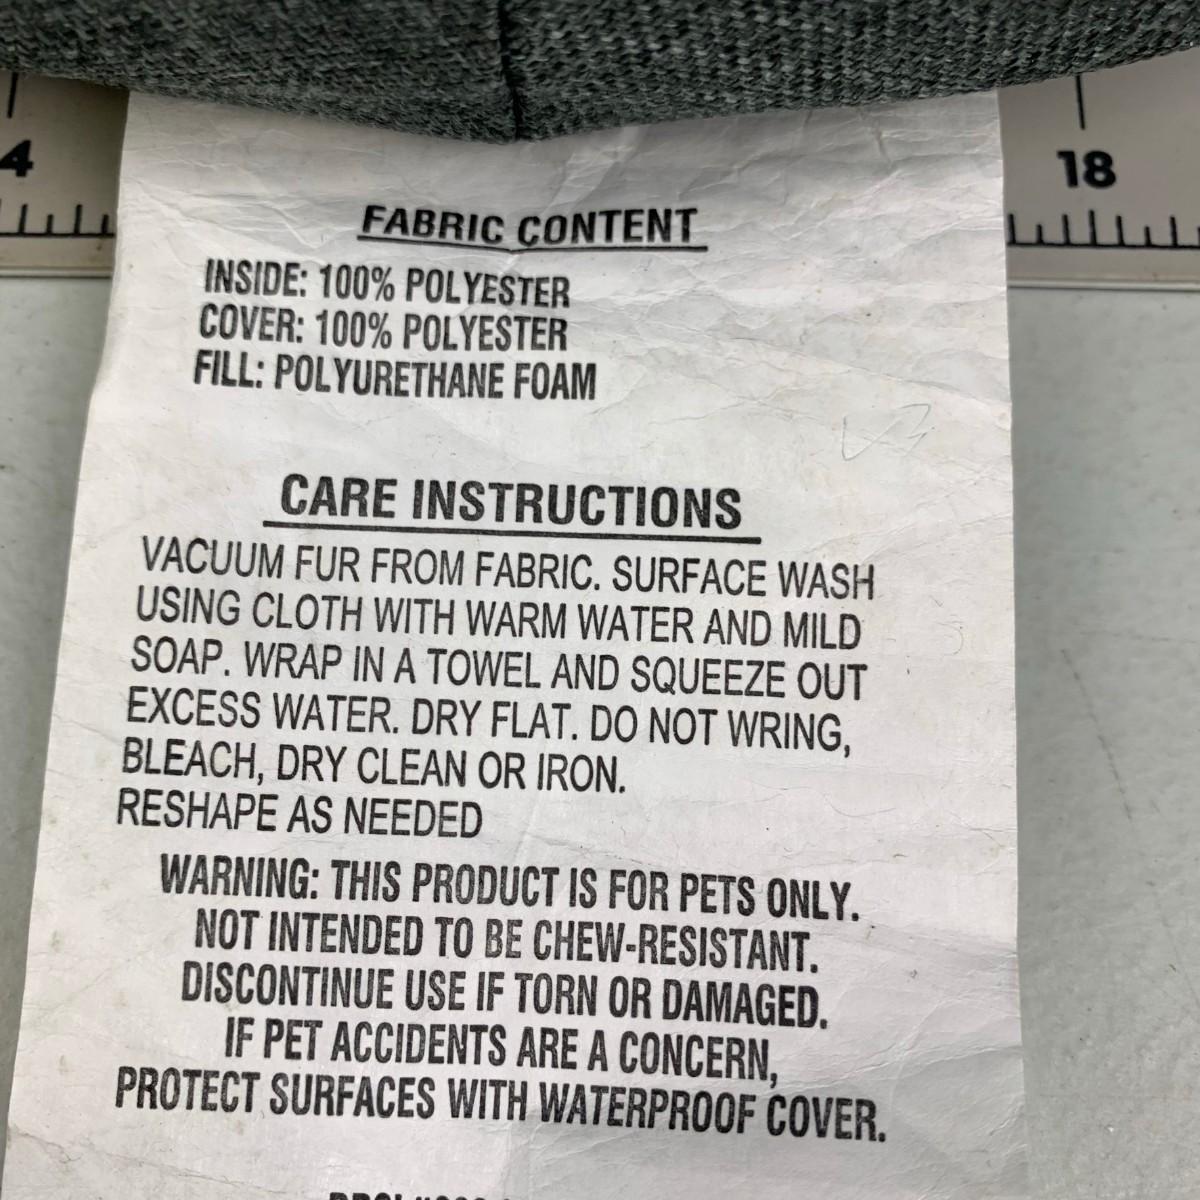 4
18
FABRIC CONTENT
INSIDE: 100% POLYESTER
COVER: 100% POLYESTER
FILL: POLYURETHANE FOAM
CARE INSTRUCTIONS
VACUUM FUR FROM FABRIC. SURFACE WASH
USING CLOTH WITH WARM WATER AND MILD
SOAP. WRAP IN A TOWEL AND SQUEEZE OUT
EXCESS WATER. DRY FLAT. DO NOT WRING,
BLEACH, DRY CLEAN OR IRON.
RESHAPE AS NEEDED
WARNING: THIS PRODUCT IS FOR PETS ONLY.
NOT INTENDED TO BE CHEW-RESISTANT.
DISCONTINUE USE IF TORN OR DAMAGED.
IF PET ACCIDENTS ARE A CONCERN,
PROTECT SURFACES WITH WATERPROOF COVER.